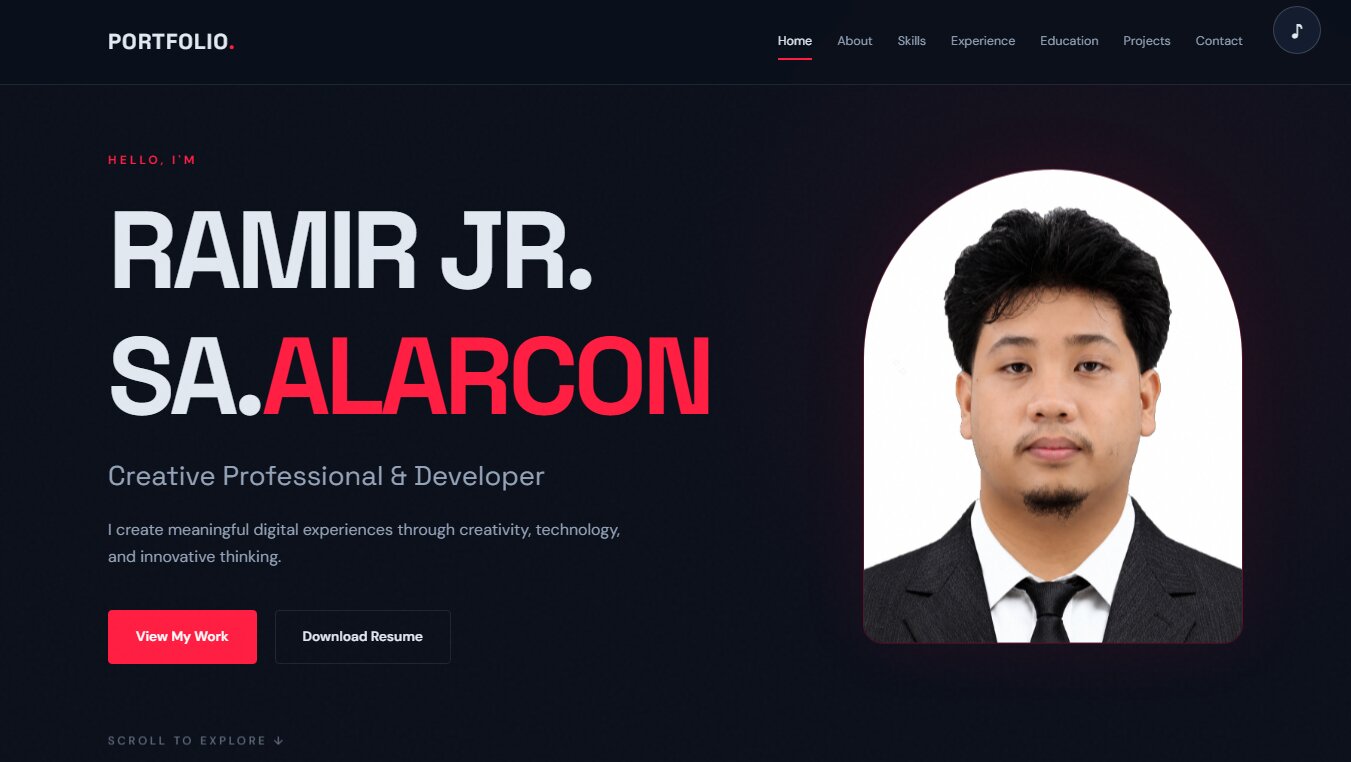 PORTFOLIO.
Home About Skills Experience Education Projects Contact
HELLO, I'M
RAMIR JR.
SA.ALARCON
Creative Professional & Developer
I create meaningful digital experiences through creativity, technology,
and innovative thinking.
View My Work Download Resume
SCROLL TO EXPLORE ↓